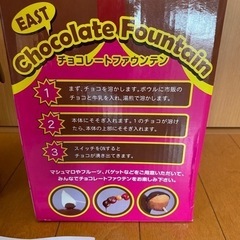 EAST
Chocolate Fountain
チョコレートファウンテン
1
まず、チョコを溶かします。ボウルに市販の
チョコと牛乳を入れ、湯煎で溶かします。
2
本体にそそぎ入れます。1のチョコが溶けて
たら、本体の上部にそそぎ入れます。
3
スイッチをONすると
チョコが湧き出てきます。
マシュマロやフルーツ、バゲットなどをご用意いただいて、
みんなでチョコレートファウンテンをお楽しみ下さい。